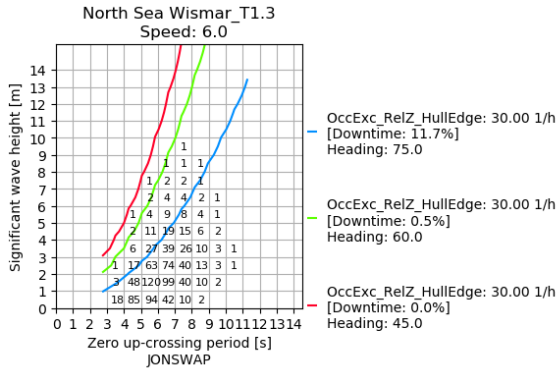 North Sea Wismar_T1.3
Speed: 6.0
Significant wave height [m]
14
13
12
11
10
9
8
7
6
5
4
3
2
1
0
1
1 1 1
1 2 2 1
2 4 4 2 1
1 4 9 8 4 1
2 11 19 15 6 2
6 27 39 26 10 3 1
1 17 63 74 40 13 3 1
3 48 120 99 40 10 2
18 85 94 42 10 2
0 1 2 3 4 5 6 7 8 9 10 11 12 13 14
Zero up-crossing period [s]
JONSWAP
OccExc_RelZ_HullEdge: 30.00 1/h
[Downtime: 11.7%]
Heading: 75.0
OccExc_RelZ_HullEdge: 30.00 1/h
[Downtime: 0.5%]
Heading: 60.0
OccExc_RelZ_HullEdge: 30.00 1/h
[Downtime: 0.0%]
Heading: 45.0